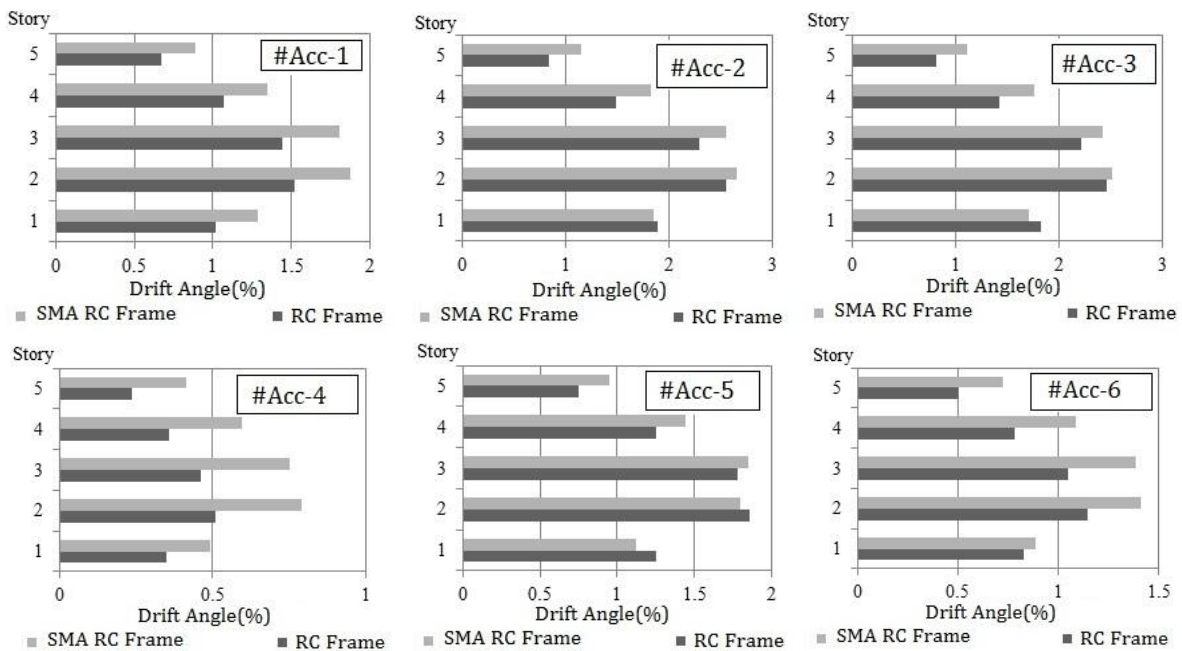 Story
#Acc-1
5
4
3
2
1
0 0.5 1 1.5 2
Drift Angle(%)
SMA RC Frame RC Frame
#Acc-2
5
4
3
2
1
0 1 2 3
Drift Angle(%)
SMA RC Frame RC Frame
#Acc-3
5
4
3
2
1
0 1 2 3
Drift Angle(%)
SMA RC Frame RC Frame
Story
#Acc-4
5
4
3
2
1
0 0.5 1
Drift Angle(%)
SMA RC Frame RC Frame
Story
#Acc-5
5
4
3
2
1
0 0.5 1 1.5 2
Drift Angle(%)
SMA RC Frame RC Frame
Story
#Acc-6
5
4
3
2
1
0 0.5 1 1.5
Drift Angle(%)
SMA RC Frame RC Frame